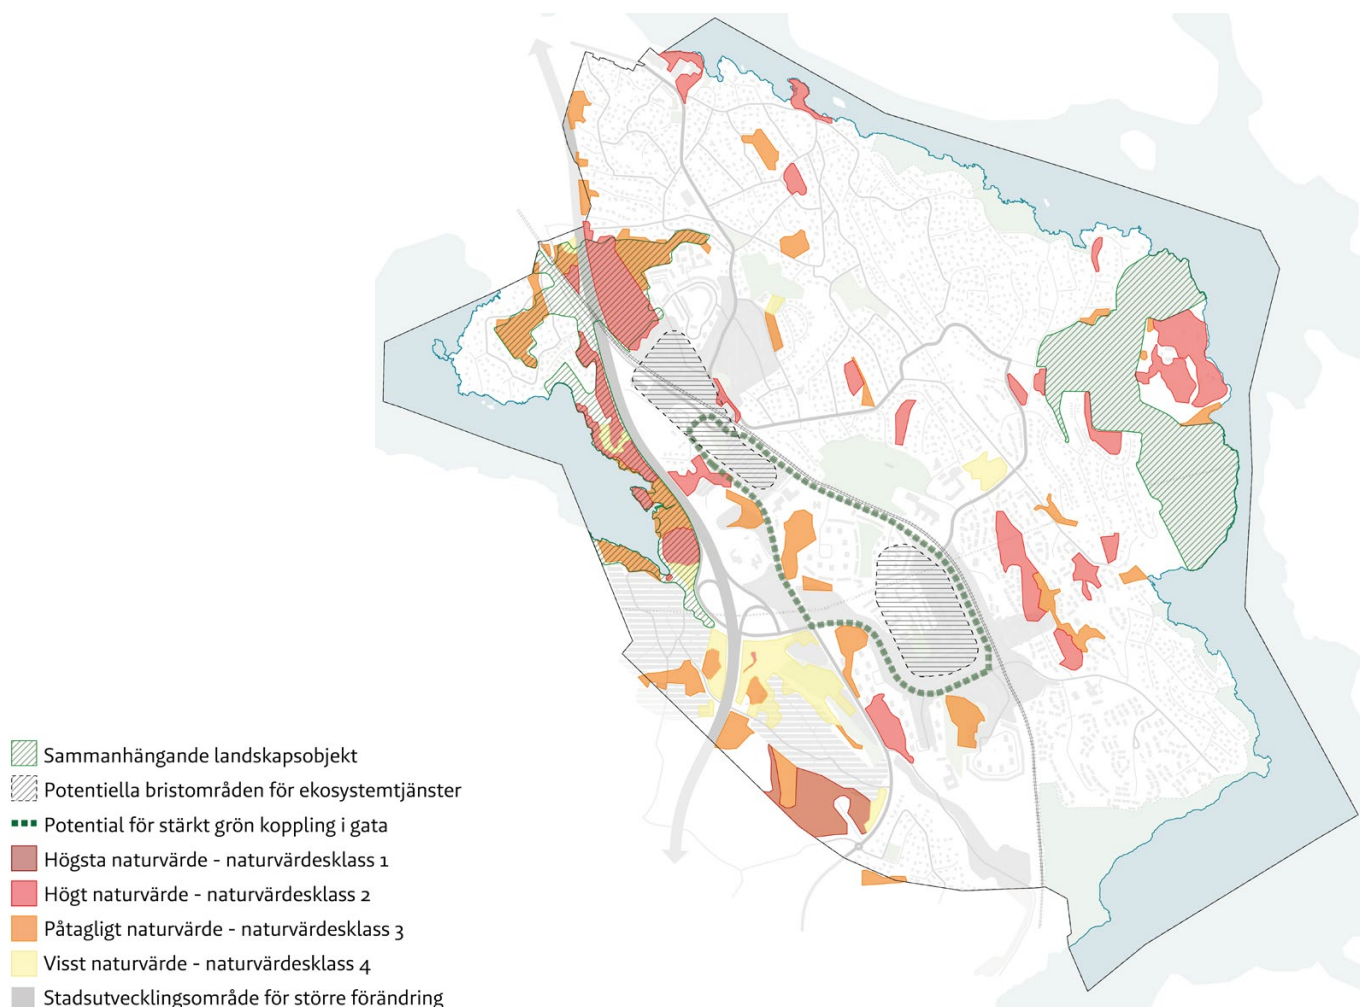 Sammanhängande landskapsobjekt
Potentiella bristområden för ekosystemtjänster
Potential för stärkt grön koppling i gata
Högsta naturvärde - naturvärdesklass 1
Högt naturvärde - naturvärdesklass 2
Påtagligt naturvärde - naturvärdesklass 3
Visst naturvärde - naturvärdesklass 4
Stadsutvecklingsområde för större förändring